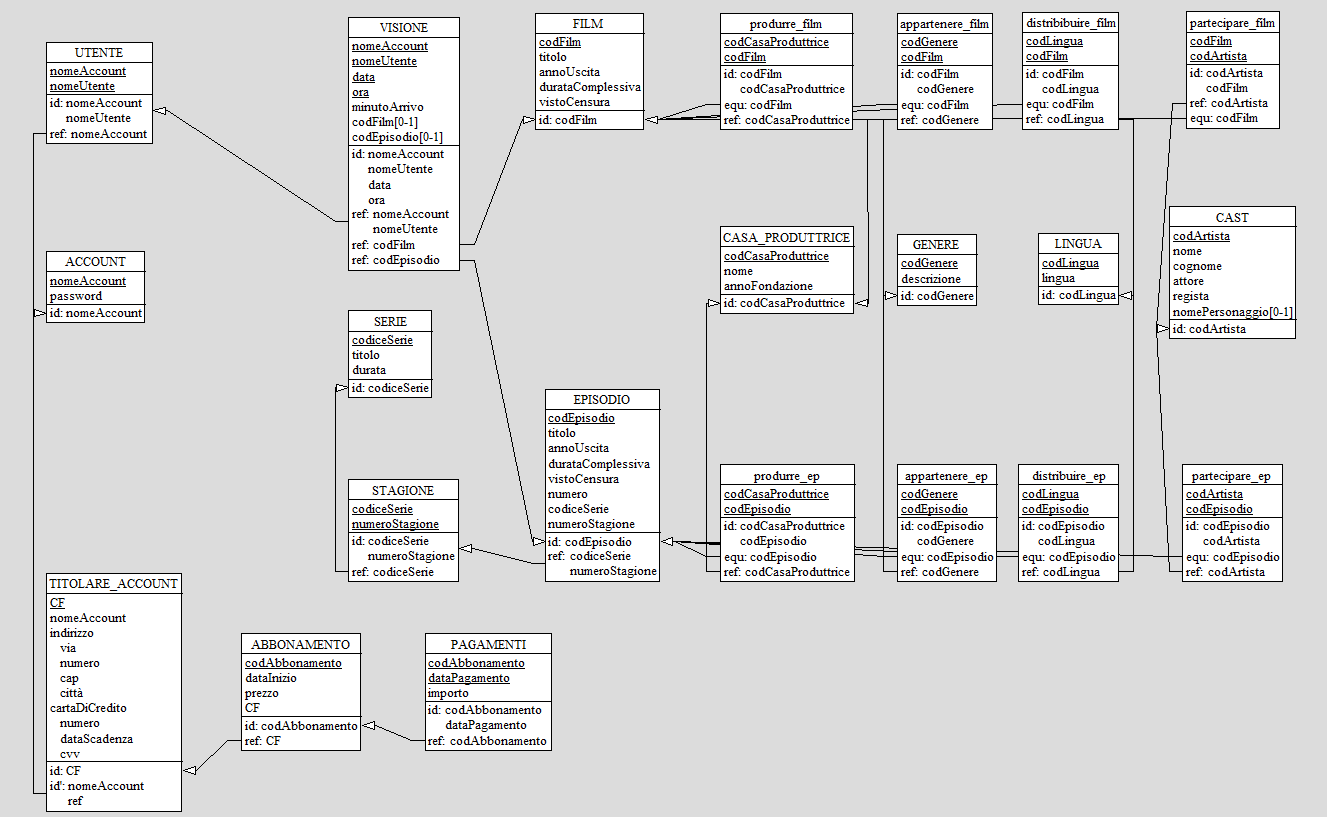 UTENTE
nomeAccount
nomeUtente
id: nomeAccount
nomeUtente
ref: nomeAccount
VISIONE
nomeAccount
nomeUtente
data
ora
minutoArrivo
codFilm[0-1]
codEpisodio[0-1]
id: nomeAccount
nomeUtente
data
ora
ref: nomeAccount
nomeUtente
ref: codFilm
ref: codEpisodio
FILM
codFilm
titolo
annoUscita
durataComplessiva
vistoCensura
id: codFilm
produrre_film
codCasaProduttrice
codFilm
id: codFilm
codCasaProduttrice
equ: codFilm
ref: codCasaProduttrice
appartenere_film
codGenere
codFilm
id: codFilm
codGenere
equ: codFilm
ref: codGenere
distribibuire_film
codLingua
codFilm
id: codFilm
codLingua
equ: codFilm
ref: codLingua
partecipare_film
codFilm
codArtista
id: codArtista
codFilm
ref: codArtista
equ: codFilm
ACCOUNT
nomeAccount
password
id: nomeAccount
CASA_PRODUTTRICE
codCasaProduttrice
nome
annoFondazione
id: codCasaProduttrice
GENERE
codGenere
descrizione
id: codGenere
LINGUA
codLingua
lingua
id: codLingua
CAST
codArtista
nome
cognome
attore
regista
nomePersonaggio[0-1]
id: codArtista
SERIE
codiceSerie
titolo
durata
id: codiceSerie
STAGIONE
codiceSerie
numeroStagione
id: codiceSerie
numeroStagione
ref: codiceSerie
EPISODIO
codEpisodio
titolo
annoUscita
durataComplessiva
vistoCensura
numero
codiceSerie
numeroStagione
id: codEpisodio
ref: codiceSerie
numeroStagione
produrre_ep
codCasaProduttrice
codEpisodio
id: codCasaProduttrice
codEpisodio
equ: codEpisodio
ref: codCasaProduttrice
appartenere_ep
codGenere
codEpisodio
id: codEpisodio
codGenere
equ: codEpisodio
ref: codGenere
distribuire_ep
codLingua
codEpisodio
id: codEpisodio
codLingua
equ: codEpisodio
ref: codLingua
partecipare_ep
codArtista
codEpisodio
id: codEpisodio
codArtista
equ: codEpisodio
ref: codArtista
TITOLARE_ACCOUNT
CF
nomeAccount
indirizzo
via
numero
cap
città
cartaDiCredito
numero
dataScadenza
cvv
id: CF
id': nomeAccount
ref
ABBONAMENTO
codAbbonamento
dataInizio
prezzo
CF
id: codAbbonamento
ref: CF
PAGAMENTI
codAbbonamento
dataPagamento
importo
id: codAbbonamento
dataPagamento
ref: codAbbonamento